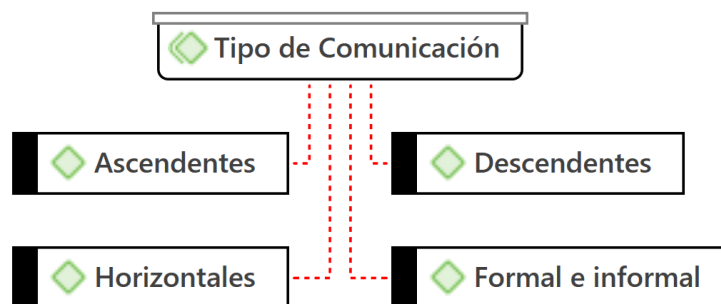 Tipo de Comunicación
Ascendentes
Descendentes
Horizontales
Formal e informal